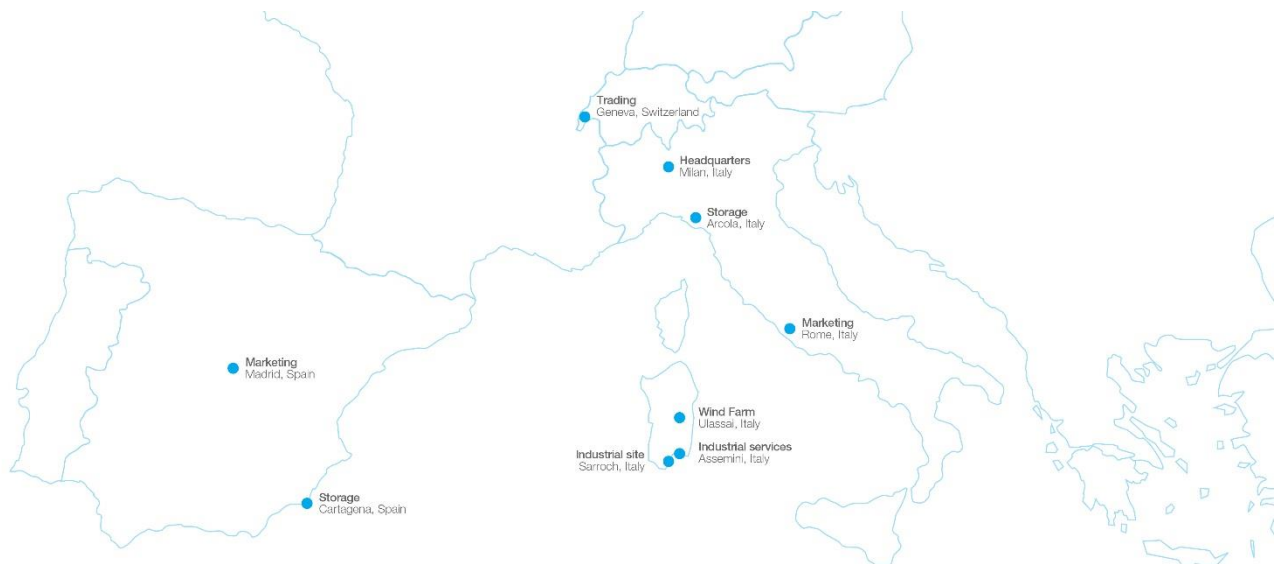 Trading
Geneva, Switzerland
Headquarters
Milan, Italy
Storage
Arcola, Italy
Marketing
Rome, Italy
Marketing
Madrid, Spain
Wind Farm
Ulassai, Italy
Industrial services
Assemini, Italy
Industrial site
Sarroch, Italy
Storage
Cartagena, Spain